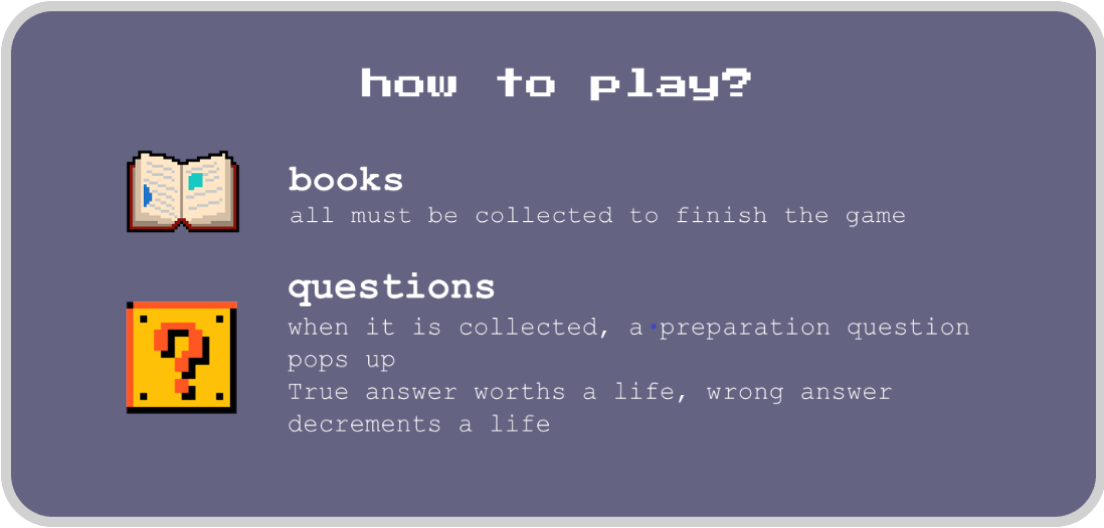 how to play?
books
all must be collected to finish the game
questions
when it is collected, a preparation question
pops up
True answer worths a life, wrong answer
decrements a life